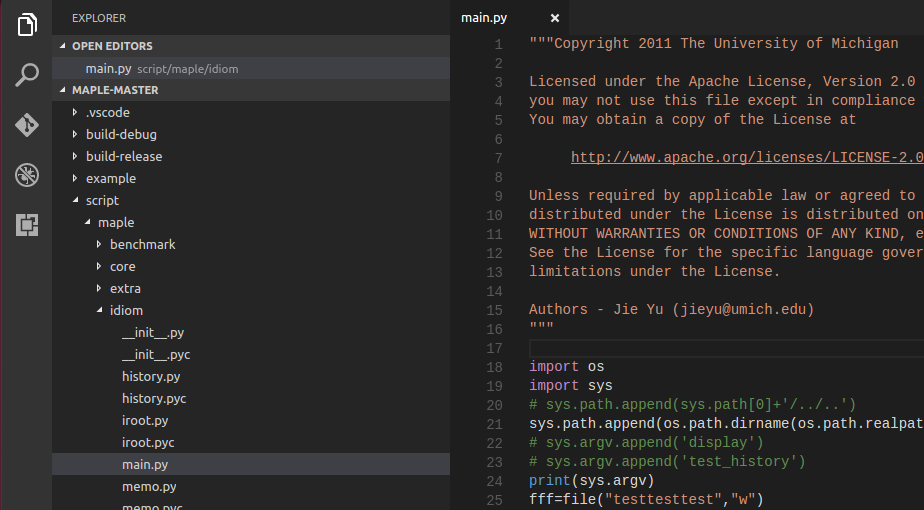 EXPLORER
OPEN EDITORS
main.py script/maple/idiom
MAPLE-MASTER
.vscode
build-debug
build-release
example
script
maple
benchmark
core
extra
idiom
__init__.py
__init__.pyc
history.py
history.pyc
iroot.py
iroot.pyc
main.py
memo.py
memo.pyc
main.py ×
1 """Copyright 2011 The University of Michigan
2
3 Licensed under the Apache License, Version 2.0
4 you may not use this file except in compliance
5 You may obtain a copy of the License at
6
7 http://www.apache.org/licenses/LICENSE-2.0
8
9 Unless required by applicable law or agreed to
10 distributed under the License is distributed on
11 WITHOUT WARRANTIES OR CONDITIONS OF ANY KIND, e
12 See the License for the specific language gover
13 limitations under the License.
14
15 Authors - Jie Yu (jieyu@umich.edu)
16 """
17
18 import os
19 import sys
20 # sys.path.append(sys.path[0]+'/../..')
21 sys.path.append(os.path.dirname(os.path.realpat
22 # sys.argv.append('display')
23 # sys.argv.append('test_history')
24 print(sys.argv)
25 fff=file("testtesttest","w")